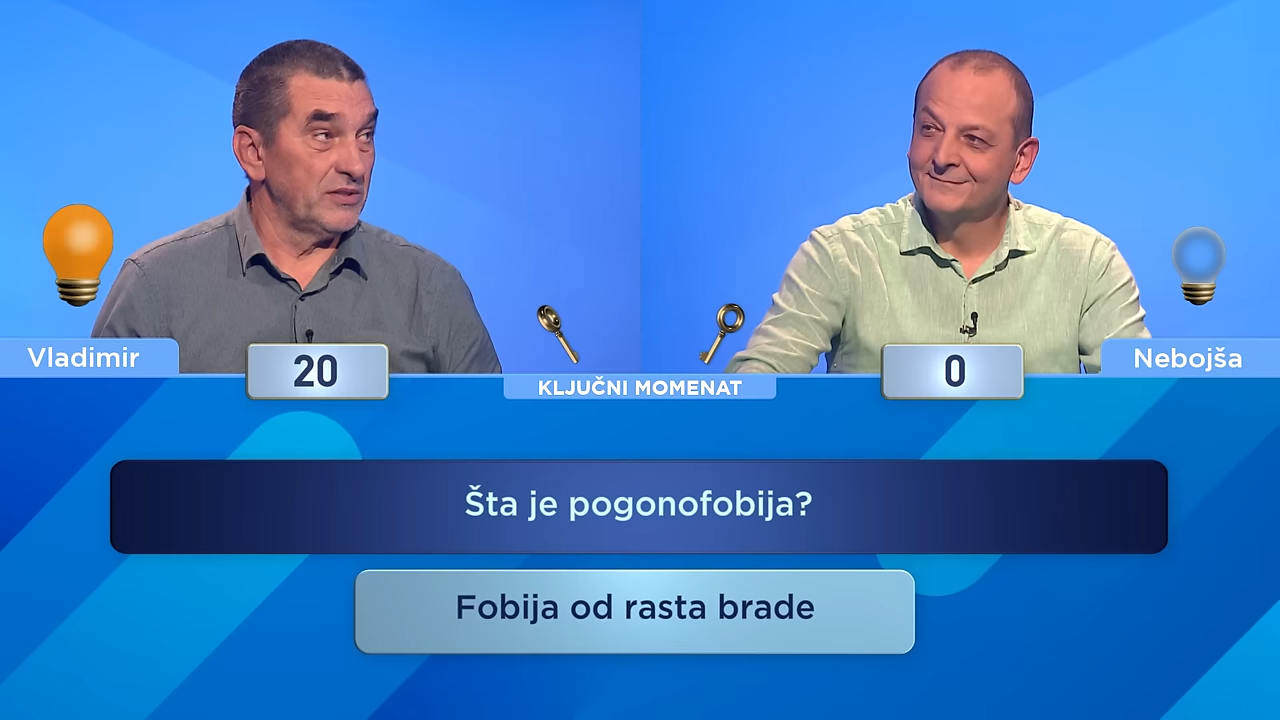 Vladimir
20
KLJUČNI MOMENAT
0
Nebojša
Šta je pogonofobija?
Fobija od rasta brade